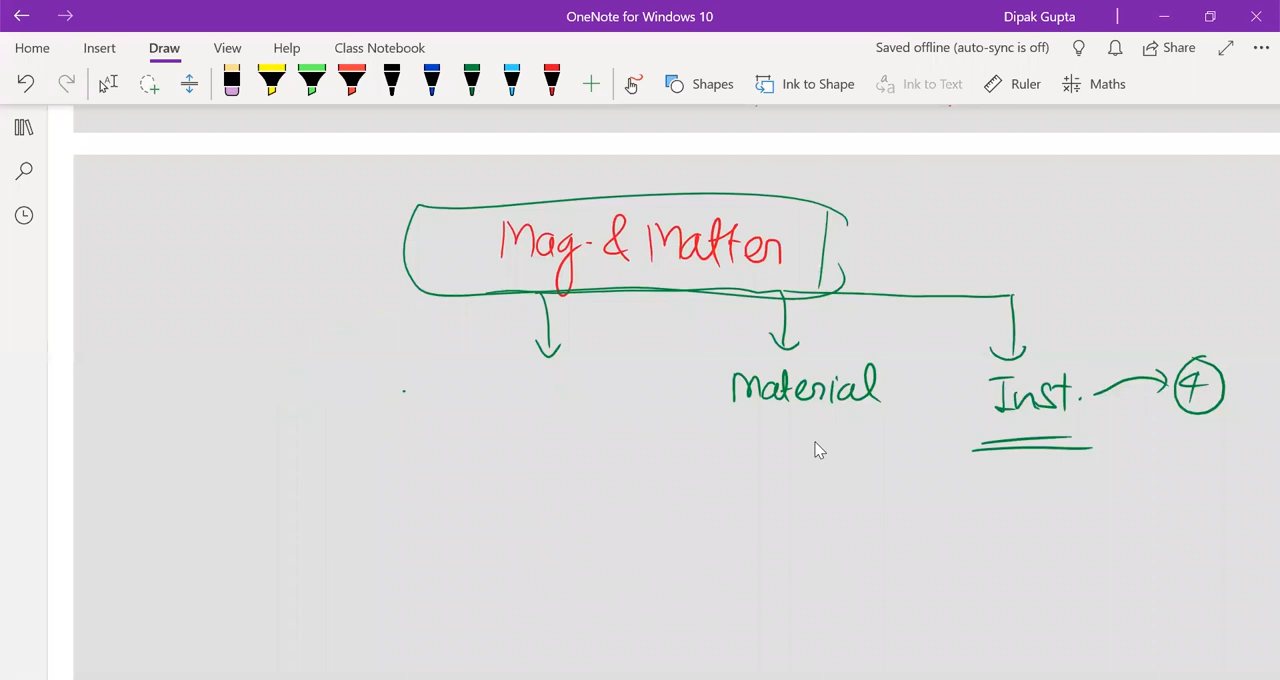 OneNote for Windows 10
Dipak Gupta
Home Insert Draw View Help Class Notebook
Saved offline (auto-sync is off) Share
Shapes Ink to Shape Ink to Text Ruler Maths
Mag. & Matter
Material Inst. 4